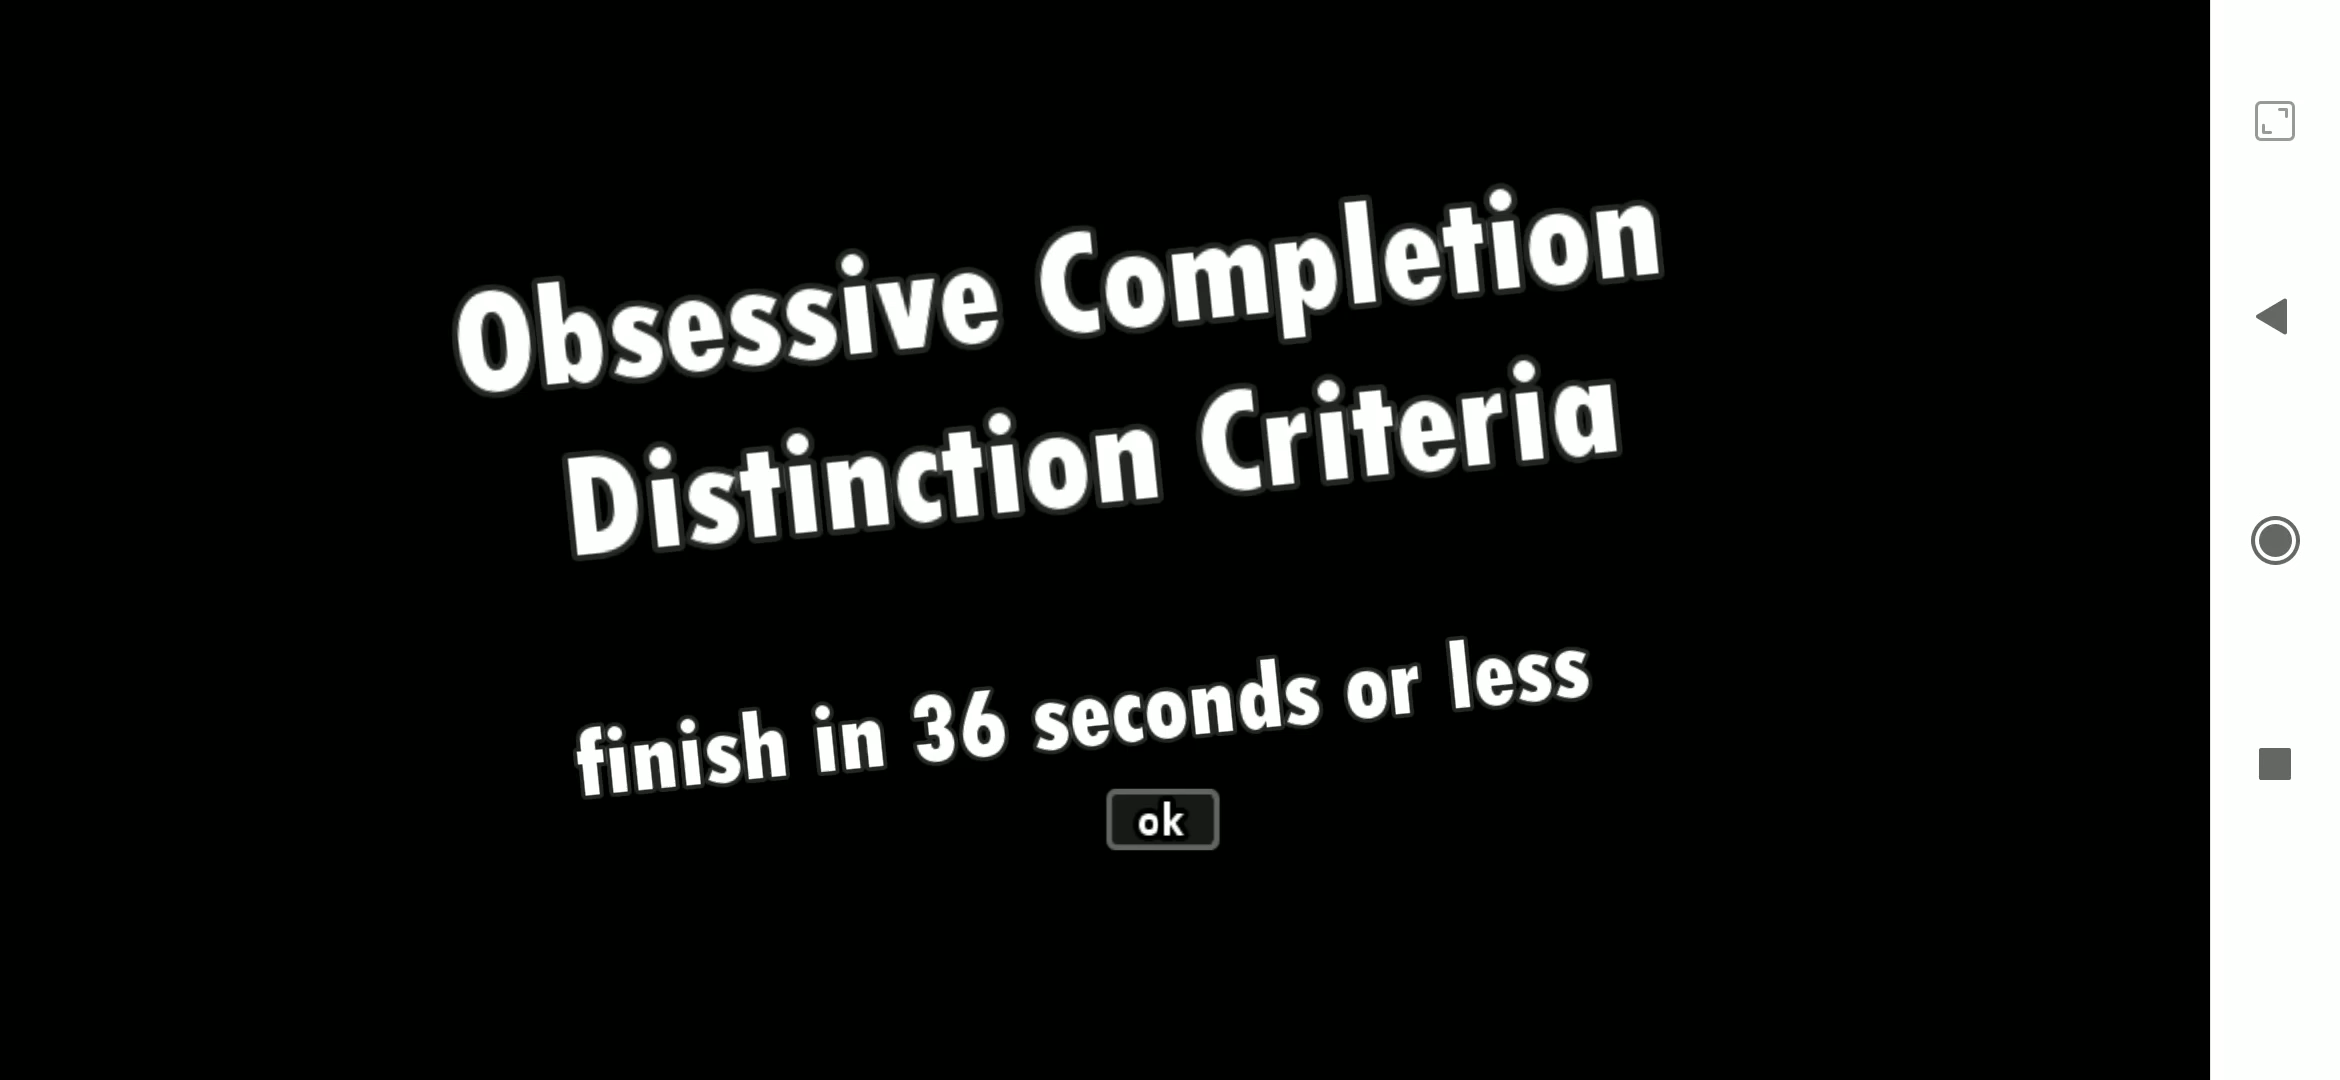 Obsessive Completion
Distinction Criteria
finish in 36 seconds or less
ok